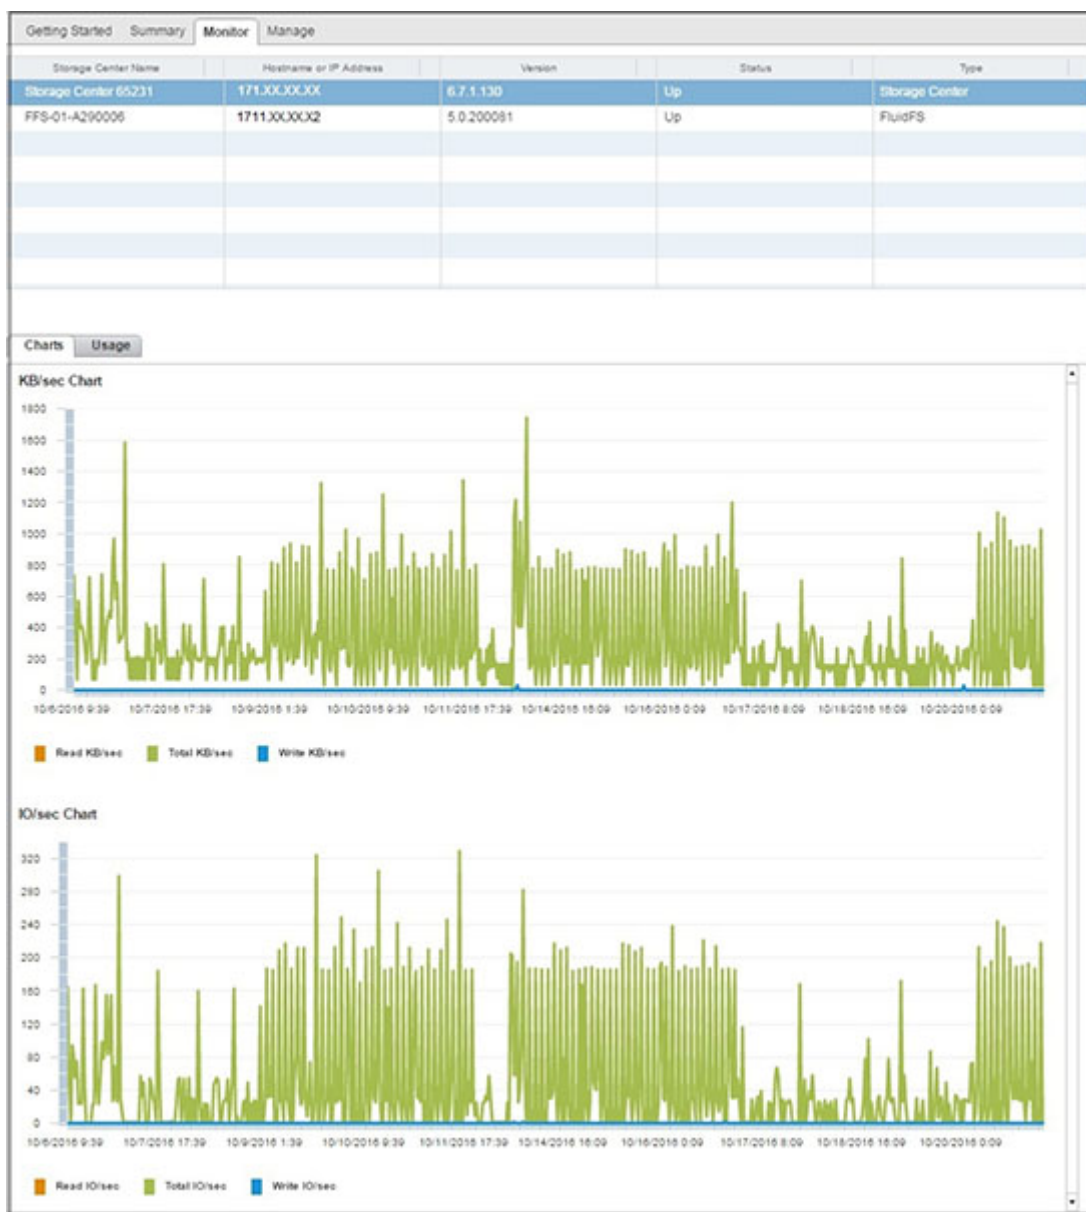 Getting Started Summary Monitor Manage
Storage Center Name Hostname or IP Address Version Status Type
Storage Center 65231 171.XX.XX.XX 6.7.1.130 Up Storage Center
FFS-01-A290006 1711.XX.XX.X2 5.0.200081 Up FluidFS
Charts Usage
KB/sec Chart
1800
1600
1400
1200
1000
800
600
400
200
0
10/6/2016 9:39 10/7/2016 17:39 10/9/2016 1:39 10/10/2016 9:39 10/11/2016 17:39 10/14/2016 16:09 10/16/2016 0:09 10/17/2016 8:09 10/18/2016 16:09 10/20/2016 0:09
Read KB/sec Total KB/sec Write KB/sec
IO/sec Chart
320
280
240
200
160
120
80
40
0
10/6/2016 9:39 10/7/2016 17:39 10/9/2016 1:39 10/10/2016 9:39 10/11/2016 17:39 10/14/2016 16:09 10/16/2016 0:09 10/17/2016 8:09 10/18/2016 16:09 10/20/2016 0:09
Read IO/sec Total IO/sec Write IO/sec